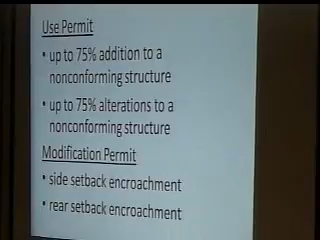 Use Permit
• up to 75% addition to a
nonconforming structure
• up to 75% alterations to a
nonconforming structure
Modification Permit
• side setback encroachment
• rear setback encroachment